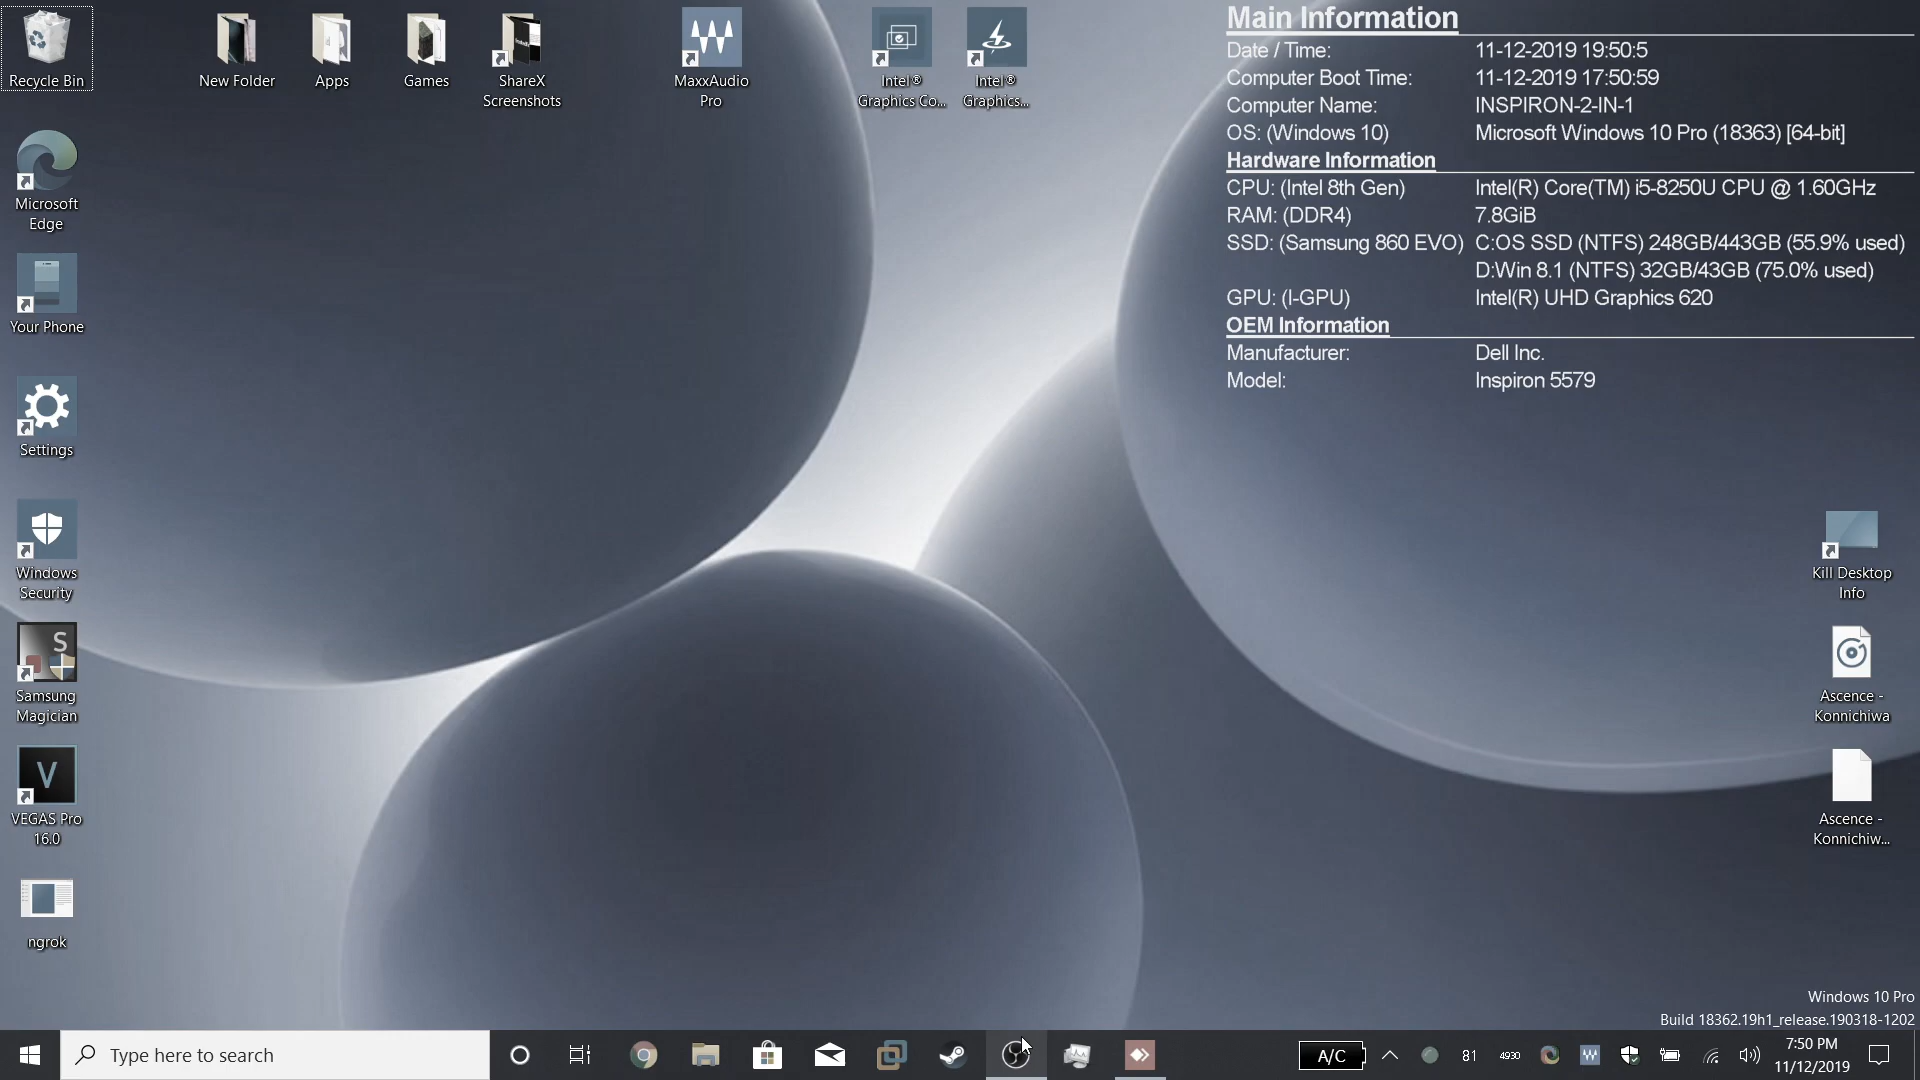 Recycle Bin
New Folder
Apps
Games
ShareX
Screenshots
MaxxAudio
Pro
Intel®
Graphics Co...
Intel®
Graphics...
Main Information
Date / Time: 11-12-2019 19:50:5
Computer Boot Time: 11-12-2019 17:50:59
Computer Name: INSPIRON-2-IN-1
OS: (Windows 10) Microsoft Windows 10 Pro (18363) [64-bit]
Hardware Information
CPU: (Intel 8th Gen) Intel(R) Core(TM) i5-8250U CPU @ 1.60GHz
RAM: (DDR4) 7.8GiB
SSD: (Samsung 860 EVO) C:OS SSD (NTFS) 248GB/443GB (55.9% used)
D:Win 8.1 (NTFS) 32GB/43GB (75.0% used)
GPU: (I-GPU) Intel(R) UHD Graphics 620
OEM Information
Manufacturer: Dell Inc.
Model: Inspiron 5579
Microsoft
Edge
Your Phone
Settings
Windows
Security
S
Samsung
Magician
V
VEGAS Pro
16.0
ngrok
Kill Desktop
Info
Ascence -
Konnichiwa
Ascence -
Konnichiw...
Windows 10 Pro
Build 18362.19h1_release.190318-1202
Type here to search
A/C
81
4930
7:50 PM
11/12/2019